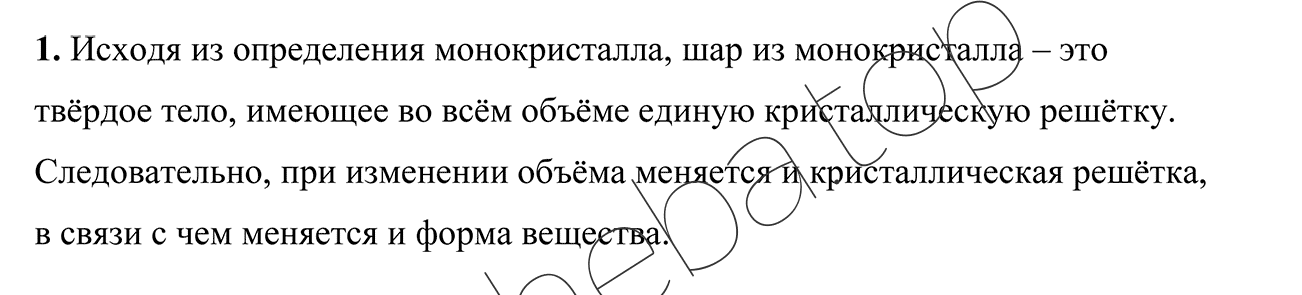 1. Исходя из определения монокристалла, шар из монокристалла – это
твёрдое тело, имеющее во всём объёме единую кристаллическую решётку.
Следовательно, при изменении объёма меняется и кристаллическая решётка,
в связи с чем меняется и форма вещества.
hebatop